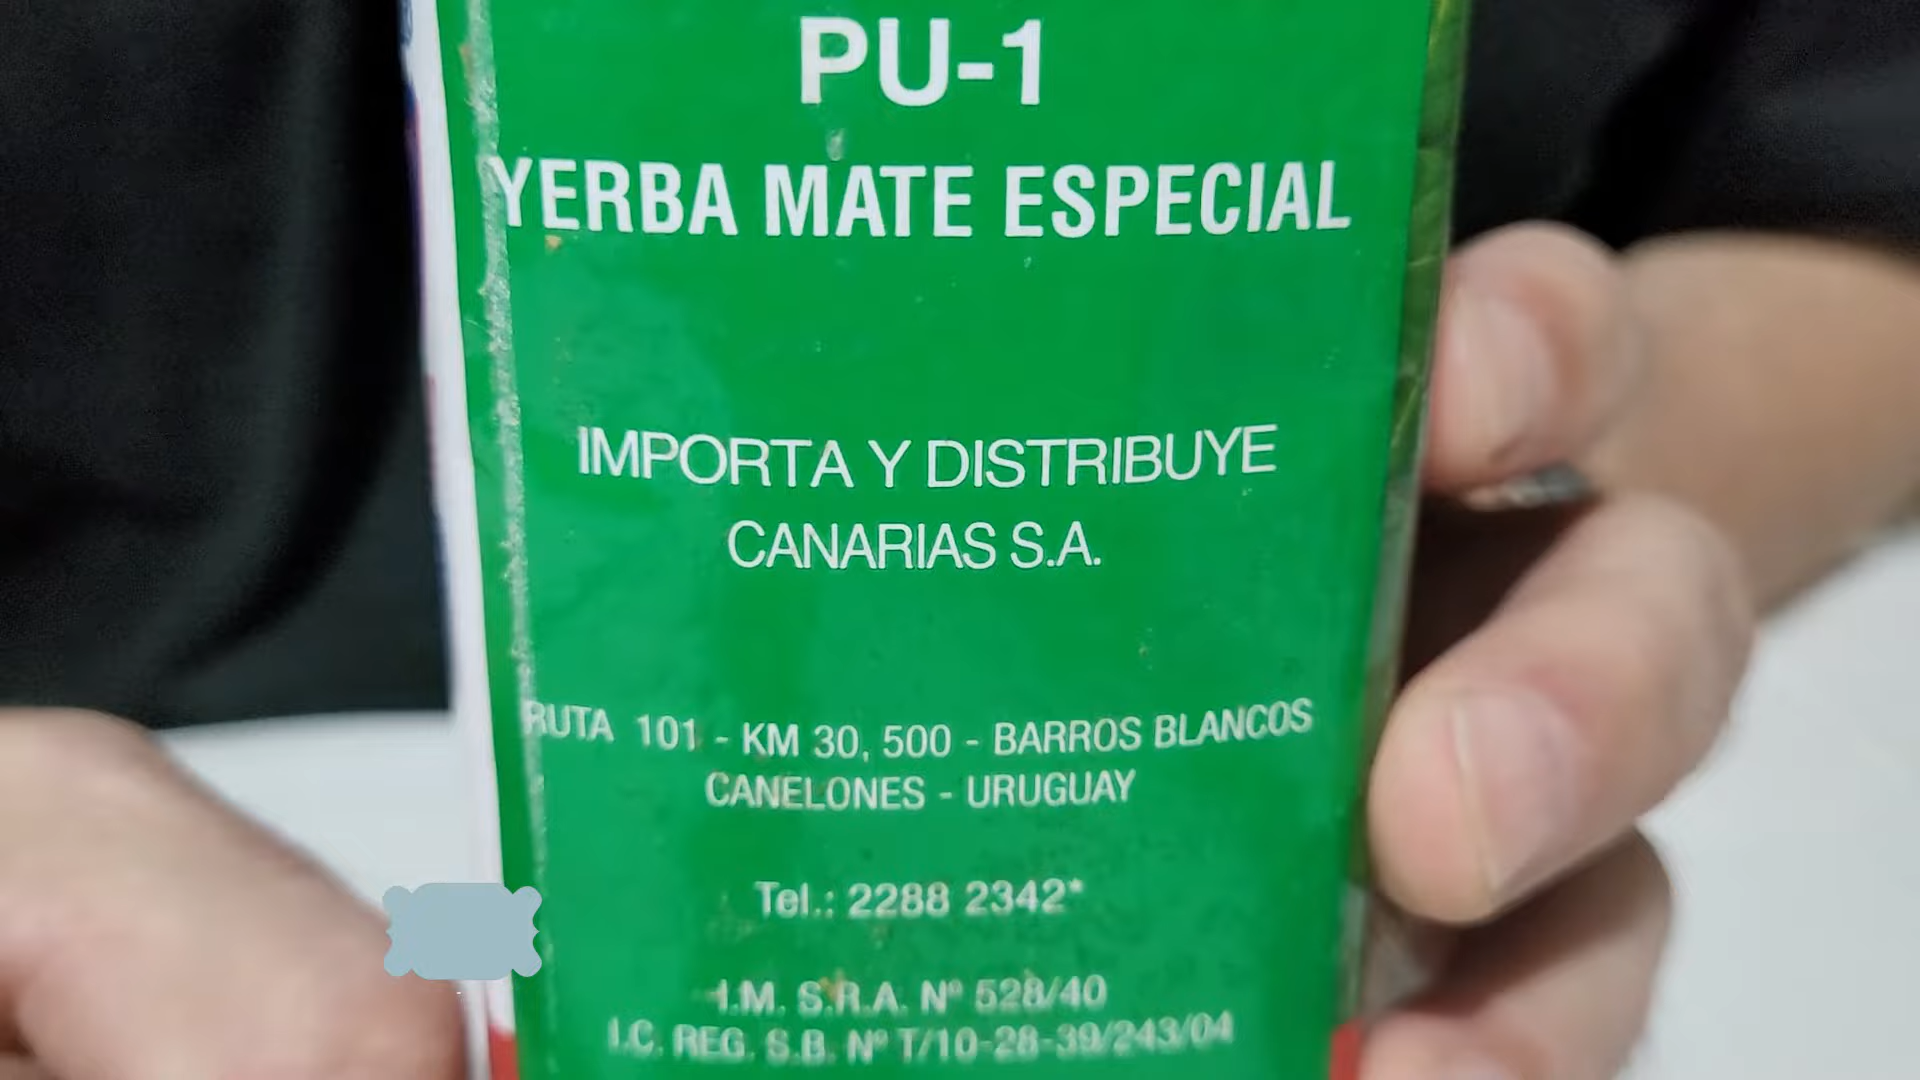 PU-1
YERBA MATE ESPECIAL
IMPORTA Y DISTRIBUYE
CANARIAS S.A.
RUTA 101 - KM 30, 500 - BARROS BLANCOS
CANELONES - URUGUAY
Tel.: 2288 2342*
I.M. S.R.A. Nº 528/40
I.C. REG. S.B. Nº T/10-28-39/243/04